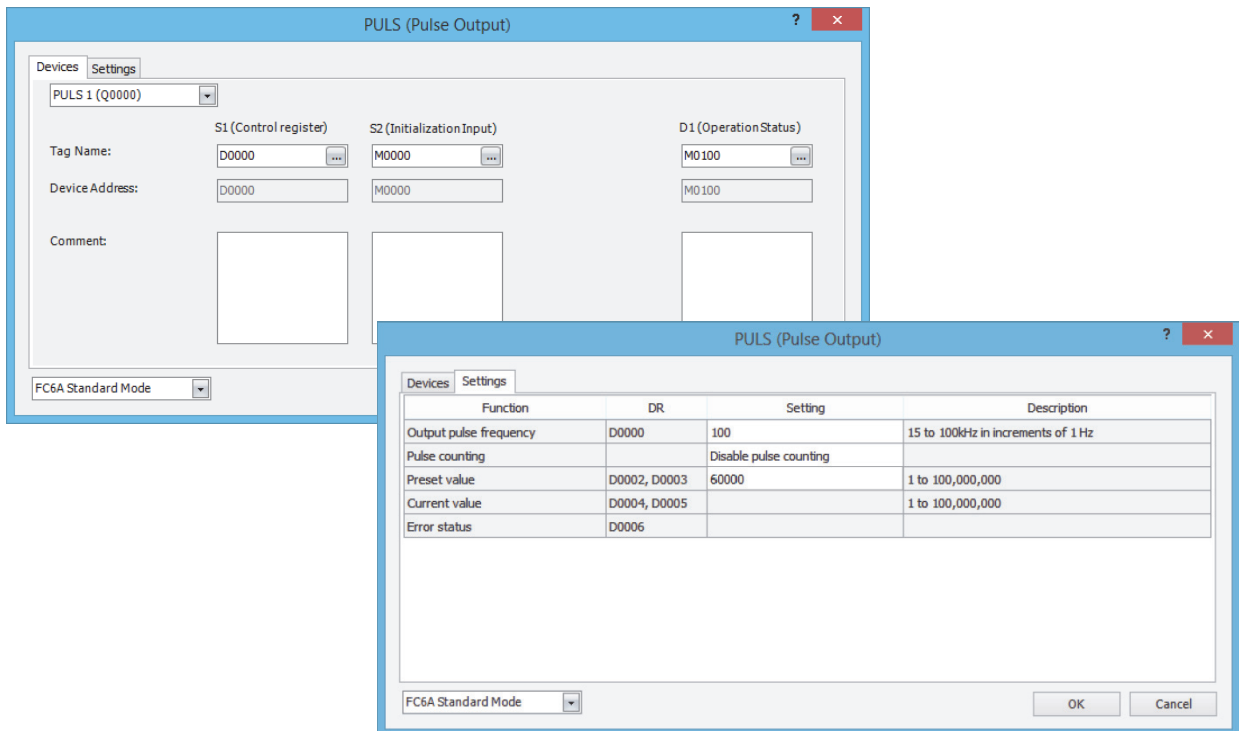 PULS (Pulse Output)
?
Devices Settings
PULS 1 (Q0000)
S1 (Control register) S2 (Initialization Input) D1 (Operation Status)
Tag Name: D0000 ... M0000 ... M0100 ...
Device Address: D0000 M0000 M0100
Comment:
FC6A Standard Mode
PULS (Pulse Output)
?
Devices Settings
Function DR Setting Description
Output pulse frequency D0000 100 15 to 100kHz in increments of 1 Hz
Pulse counting Disable pulse counting
Preset value D0002, D0003 60000 1 to 100,000,000
Current value D0004, D0005 1 to 100,000,000
Error status D0006
FC6A Standard Mode OK Cancel